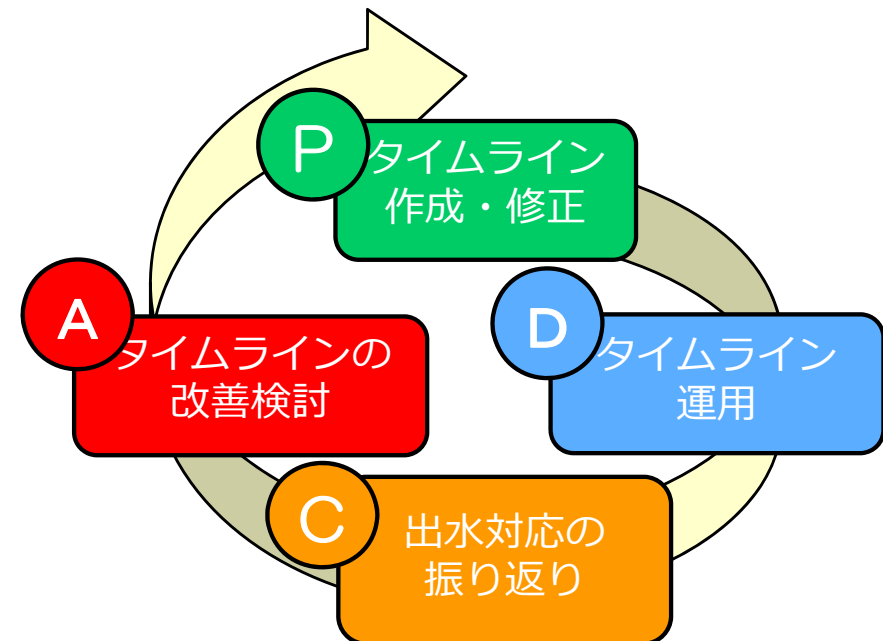 P
タイムライン
作成・修正
D
タイムライン
運用
C
出水対応の
振り返り
A
タイムラインの
改善検討